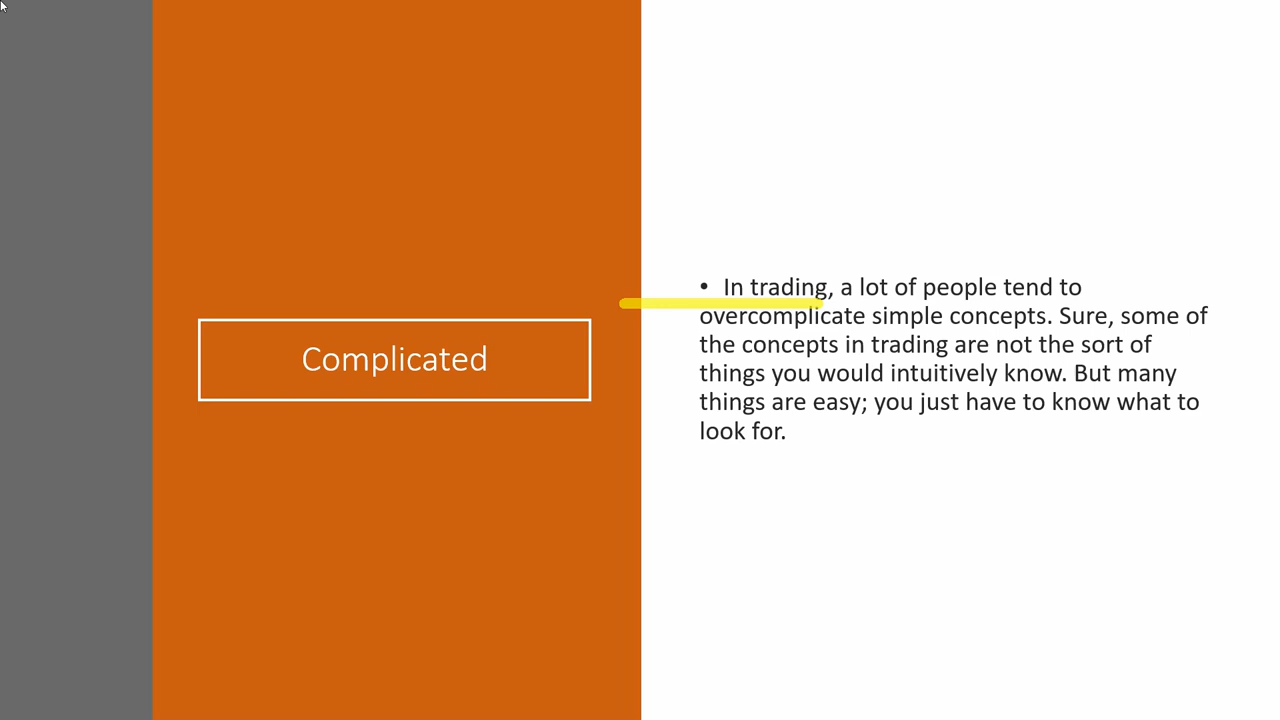 Complicated
• In trading, a lot of people tend to
overcomplicate simple concepts. Sure, some of
the concepts in trading are not the sort of
things you would intuitively know. But many
things are easy; you just have to know what to
look for.